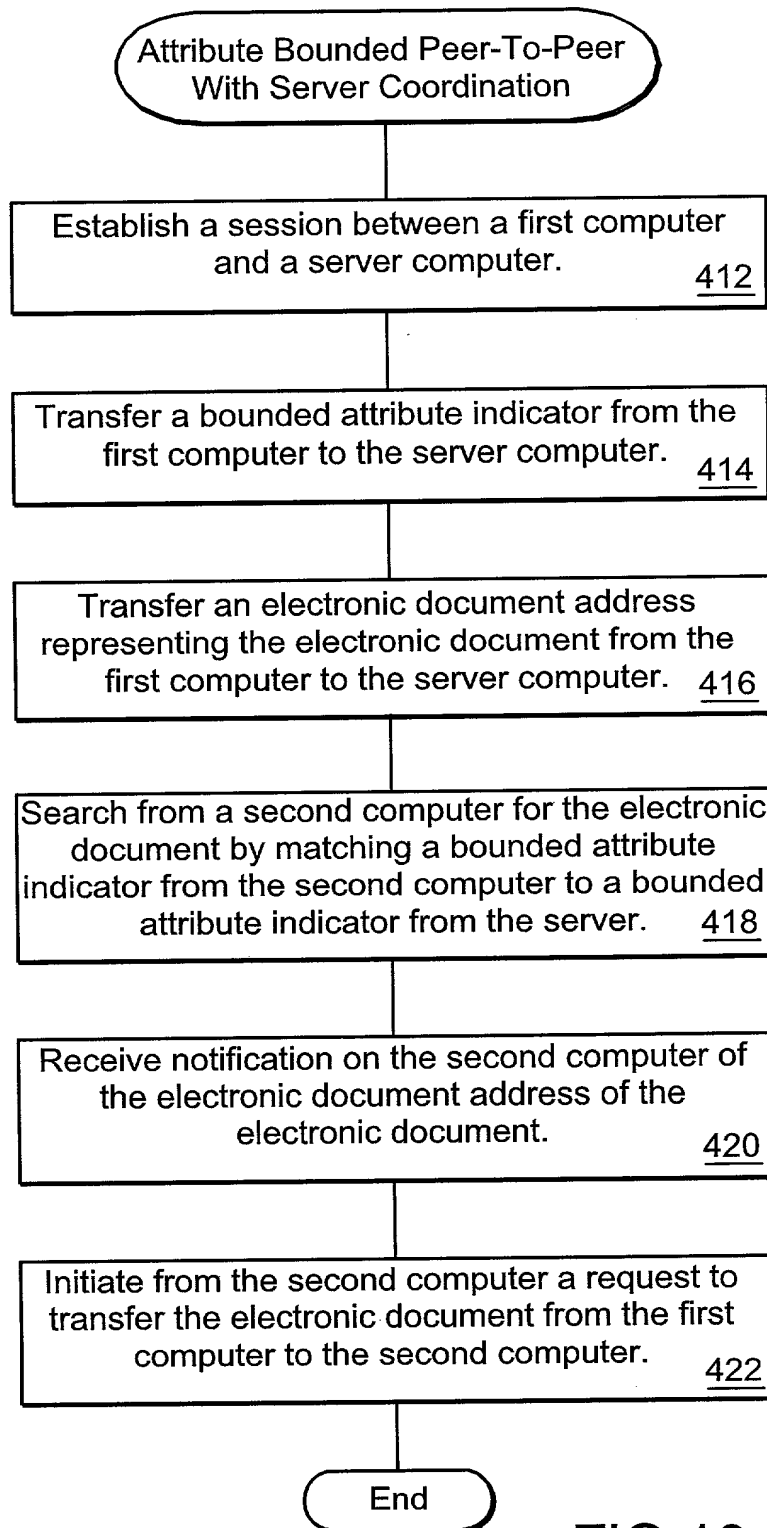 Attribute Bounded Peer-To-Peer
With Server Coordination
Establish a session between a first computer
and a server computer.
412
Transfer a bounded attribute indicator from the
first computer to the server computer.
414
Transfer an electronic document address
representing the electronic document from the
first computer to the server computer.
416
Search from a second computer for the electronic
document by matching a bounded attribute
indicator from the second computer to a bounded
attribute indicator from the server.
418
Receive notification on the second computer of
the electronic document address of the
electronic document.
420
Initiate from the second computer a request to
transfer the electronic document from the first
computer to the second computer.
422
End